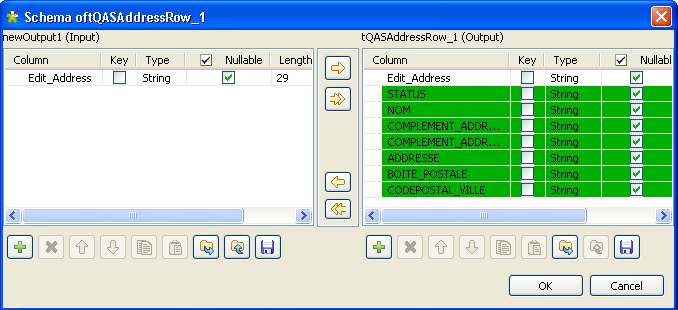 Schema oftQASAddressRow_1
newOutput1 (Input)
tQASAddressRow_1 (Output)
Column Key Type Nullable Length
Column Key Type Nullabl
Edit_Address String 29
Edit_Address String
STATUS String
NOM String
COMPLEMENT_ADDR... String
COMPLEMENT_ADDR... String
ADDRESSE String
BOITE_POSTALE String
CODEPOSTAL_VILLE String
OK Cancel